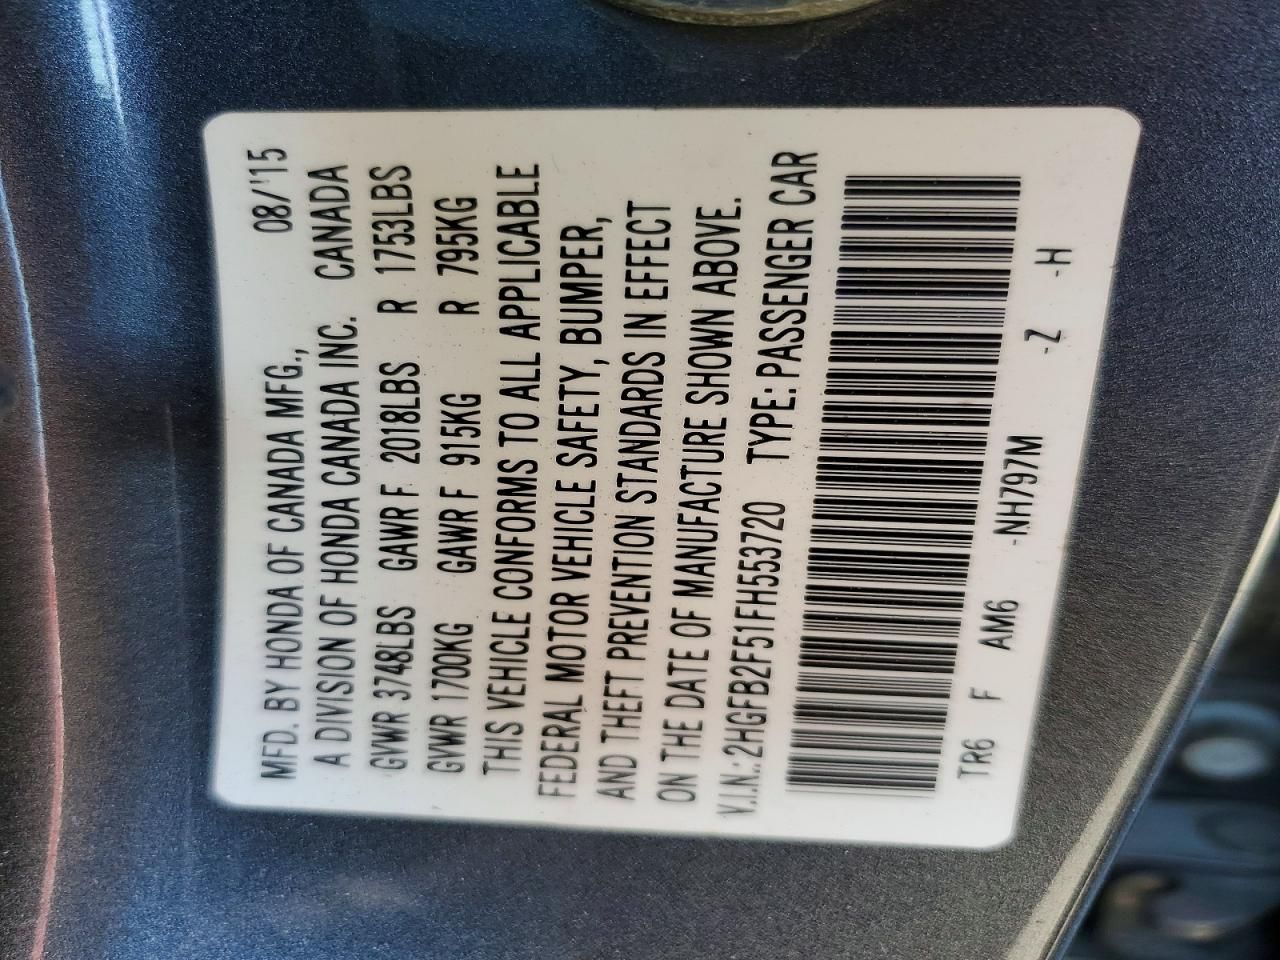 MFD. BY HONDA OF CANADA MFG., 08/'15
A DIVISION OF HONDA CANADA INC. CANADA
GVWR 3748LBS GAWR F 2018LBS R 1753LBS
GVWR 1700KG GAWR F 915KG R 795KG
THIS VEHICLE CONFORMS TO ALL APPLICABLE
FEDERAL MOTOR VEHICLE SAFETY, BUMPER,
AND THEFT PREVENTION STANDARDS IN EFFECT
ON THE DATE OF MANUFACTURE SHOWN ABOVE.
V.I.N.:2HGFB2F51FH553720 TYPE: PASSENGER CAR
TR6 F AM6 -NH797M -Z -H